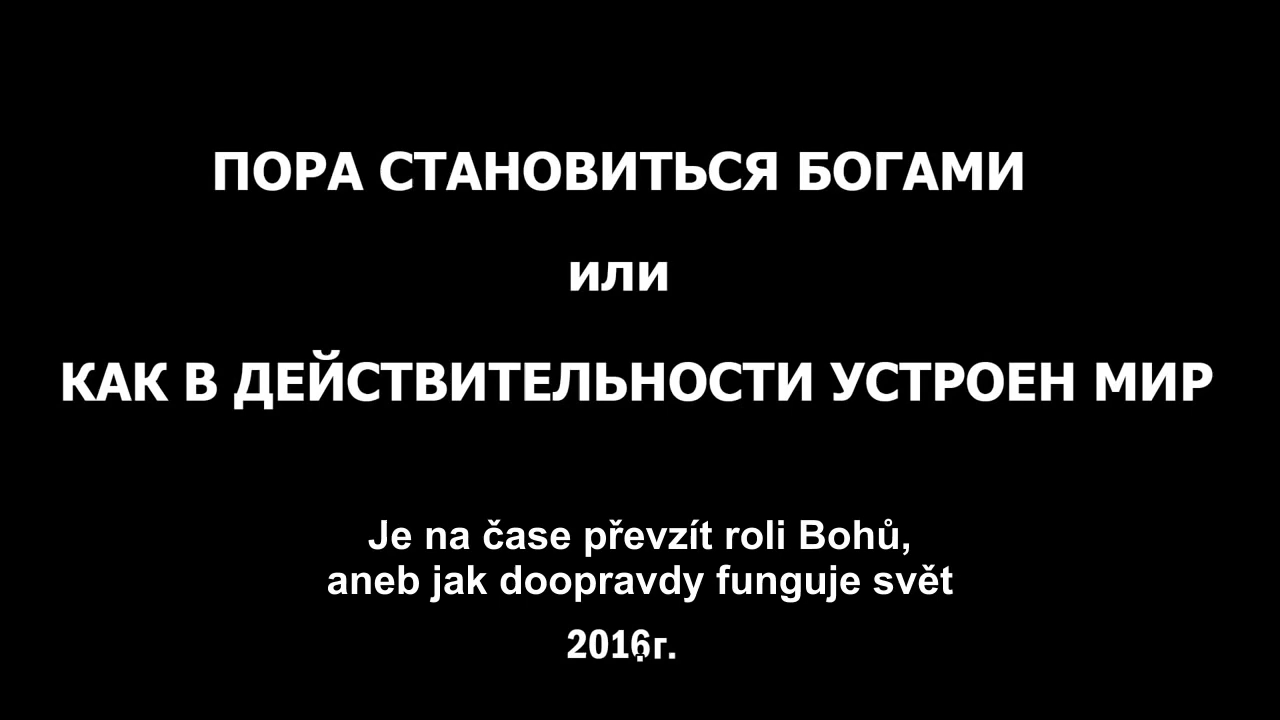 ПОРА СТАНОВИТЬСЯ БОГАМИ
или
КАК В ДЕЙСТВИТЕЛЬНОСТИ УСТРОЕН МИР
Je na čase převzít roli Bohů,
aneb jak doopravdy funguje svět
2016г.